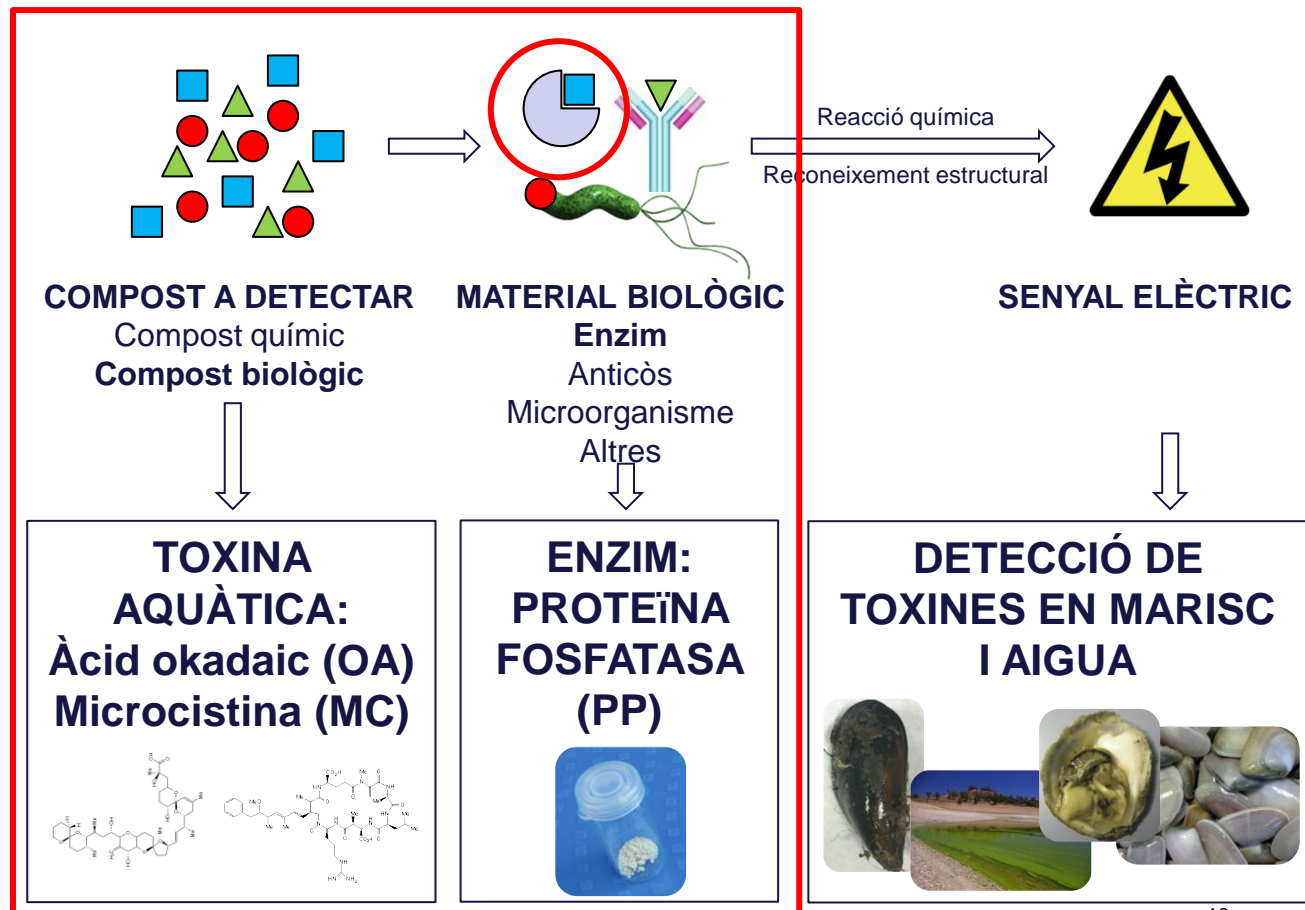 Reacció química
Reconeixement estructural
COMPOST A DETECTAR
Compost químic
Compost biològic
MATERIAL BIOLÒGIC
Enzim
Anticòs
Microorganisme
Altres
SENYAL ELÈCTRIC
TOXINA
AQUÀTICA:
Àcid okadaic (OA)
Microcistina (MC)
ENZIM:
PROTEïNA
FOSFATASA
(PP)
DETECCIÓ DE
TOXINES EN MARISC
I AIGUA